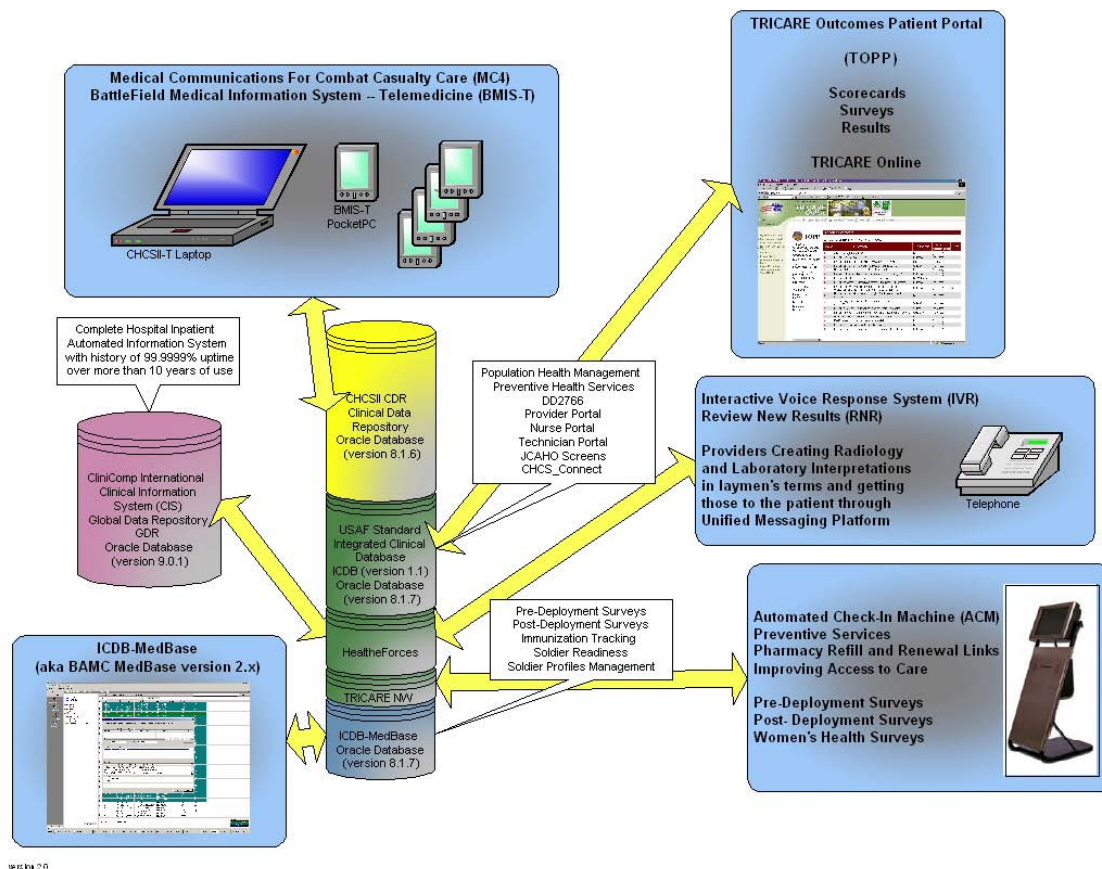 Medical Communications For Combat Casualty Care (MC4)
BattleField Medical Information System -- Telemedicine (BMIS-T)
CHCSII-T Laptop
BMIS-T
PocketPC
TRICARE Outcomes Patient Portal
(TOPP)
Scorecards
Surveys
Results
TRICARE Online
TOPP
Complete Hospital Inpatient
Automated Information System
with history of 99.9999% uptime
over more than 10 years of use
CliniComp International
Clinical Information
System (CIS)
Global Data Repository
GDR
Oracle Database
(version 9.0.1)
CHCSII CDR
Clinical Data
Repository
Oracle Database
(version 8.1.6)
USAF Standard
Integrated Clinical
Database
ICDB (version 1.1)
Oracle Database
(version 8.1.7)
HealtheForces
TRICARE NW
ICDB-MedBase
Oracle Database
(version 8.1.7)
Population Health Management
Preventive Health Services
DD2766
Provider Portal
Nurse Portal
Technician Portal
JCAHO Screens
CHCS_Connect
Interactive Voice Response System (IVR)
Review New Results (RNR)
Providers Creating Radiology
and Laboratory Interpretations
in laymen's terms and getting
those to the patient through
Unified Messaging Platform
Telephone
Pre-Deployment Surveys
Post-Deployment Surveys
Immunization Tracking
Soldier Readiness
Soldier Profiles Management
Automated Check-In Machine (ACM)
Preventive Services
Pharmacy Refill and Renewal Links
Improving Access to Care
Pre-Deployment Surveys
Post- Deployment Surveys
Women's Health Surveys
ICDB-MedBase
(aka BAMC MedBase version 2.x)
version 2.0